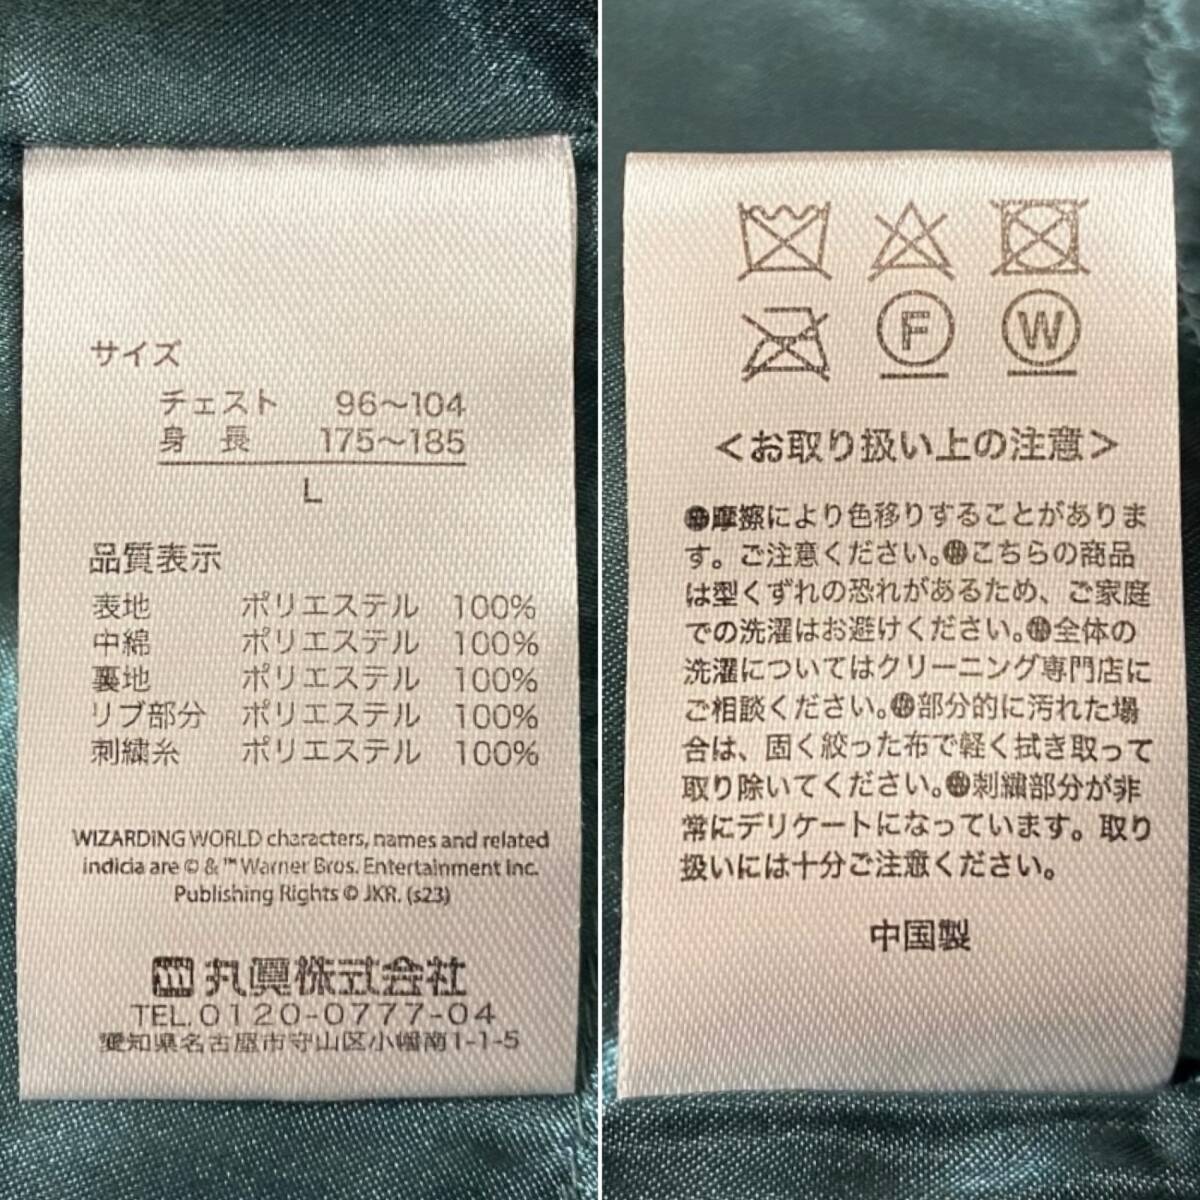 サイズ
チェスト 96～104
身長 175～185
L
品質表示
表地 ポリエステル 100%
中綿 ポリエステル 100%
裏地 ポリエステル 100%
リブ部分 ポリエステル 100%
刺繍糸 ポリエステル 100%
WIZARDING WORLD characters, names and related
indicia are © & ™ Warner Bros. Entertainment Inc.
Publishing Rights © JKR. (s23)
丸眞株式会社
TEL.0120-0777-04
愛知県名古屋市守山区小幡南1-1-5
F W
＜お取り扱い上の注意＞
●摩擦により色移りすることがありま
す。ご注意ください。●こちらの商品
は型くずれの恐れがあるため、ご家庭
での洗濯はお避けください。●全体の
洗濯についてはクリーニング専門店に
ご相談ください。●部分的に汚れた場
合は、固く絞った布で軽く拭き取って
取り除いてください。●刺繍部分が非
常にデリケートになっています。取り
扱いには十分ご注意ください。
中国製